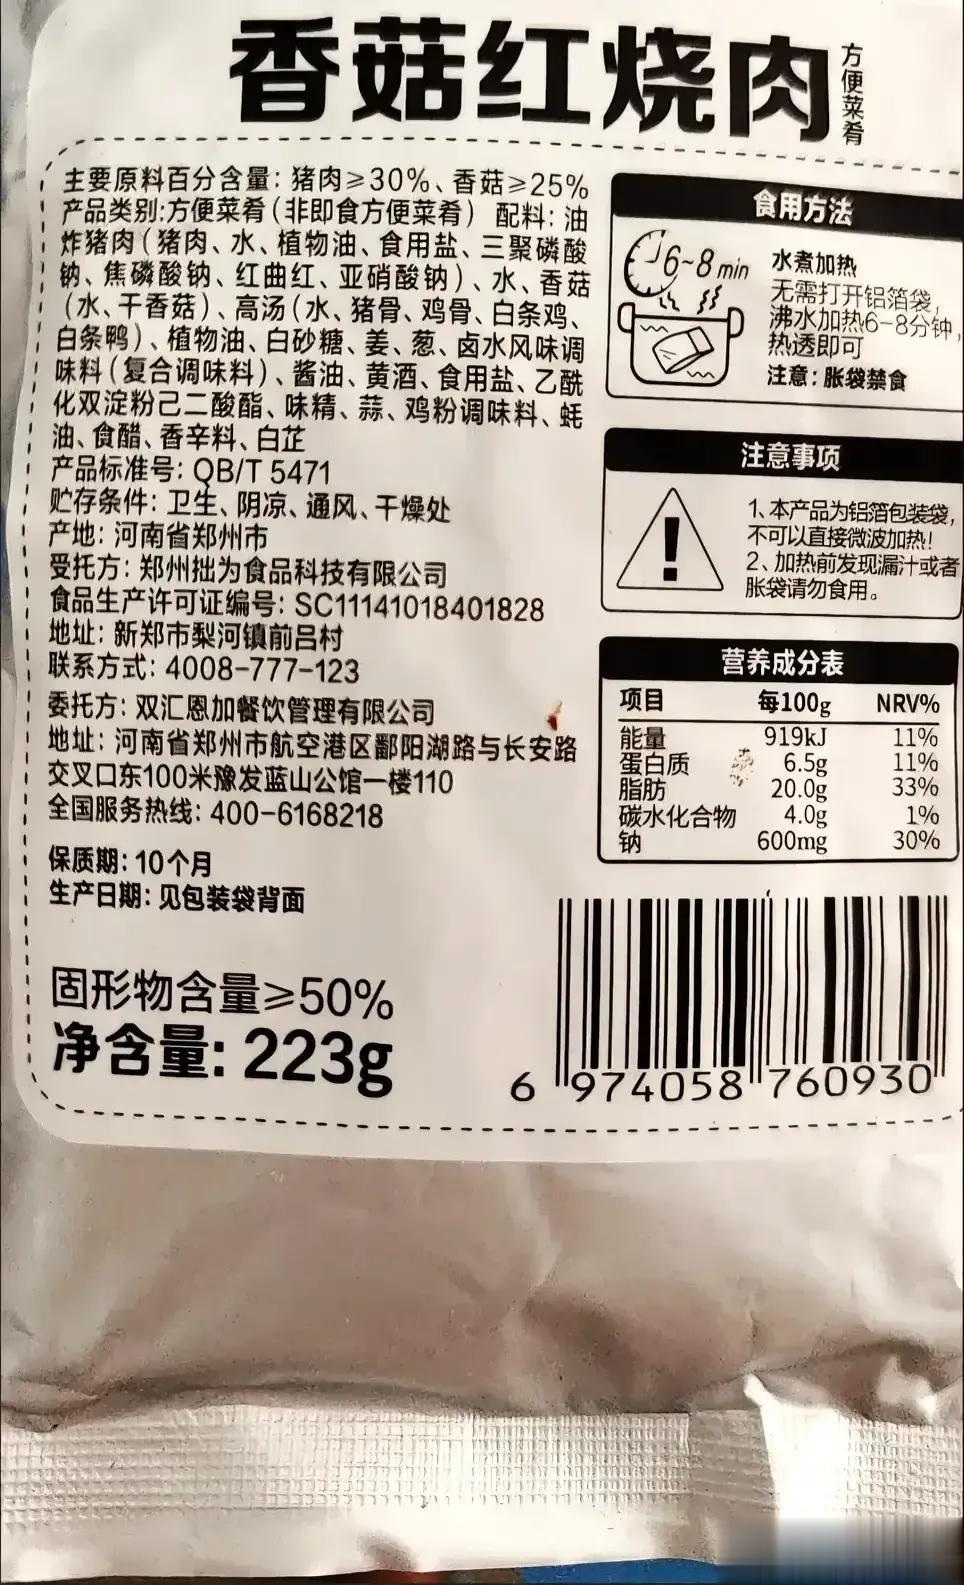 香菇红烧肉
方便菜肴
主要原料百分含量：猪肉≥30%、香菇≥25%
产品类别:方便菜肴（非即食方便菜肴） 配料：油
炸猪肉（猪肉、水、植物油、食用盐、三聚磷酸
钠、焦磷酸钠、红曲红、亚硝酸钠）、水、香菇
（水、干香菇）、高汤（水、猪骨、鸡骨、白条鸡、
白条鸭）、植物油、白砂糖、姜、葱、卤水风味调
味料（复合调味料）、酱油、黄酒、食用盐、乙酰
化双淀粉己二酸酯、味精、蒜、鸡粉调味料、蚝
油、食醋、香辛料、白芷
产品标准号：QB/T 5471
贮存条件：卫生、阴凉、通风、干燥处
产地：河南省郑州市
受托方：郑州拙为食品科技有限公司
食品生产许可证编号：SC11141018401828
地址：新郑市梨河镇前吕村
联系方式：4008-777-123
委托方：双汇恩加餐饮管理有限公司
地址：河南省郑州市航空港区鄱阳湖路与长安路
交叉口东100米豫发蓝山公馆一楼110
全国服务热线：400-6168218
保质期：10个月
生产日期：见包装袋背面
固形物含量≥50%
净含量：223g
食用方法
6~8min
水煮加热
无需打开铝箔袋,
沸水加热6-8分钟,
热透即可
注意：胀袋禁食
注意事项
1、本产品为铝箔包装袋,
不可以直接微波加热!
2、加热前发现漏汁或者
胀袋请勿食用。
营养成分表
项目 每100g NRV%
能量 919kJ 11%
蛋白质 6.5g 11%
脂肪 20.0g 33%
碳水化合物 4.0g 1%
钠 600mg 30%
6 974058 760930